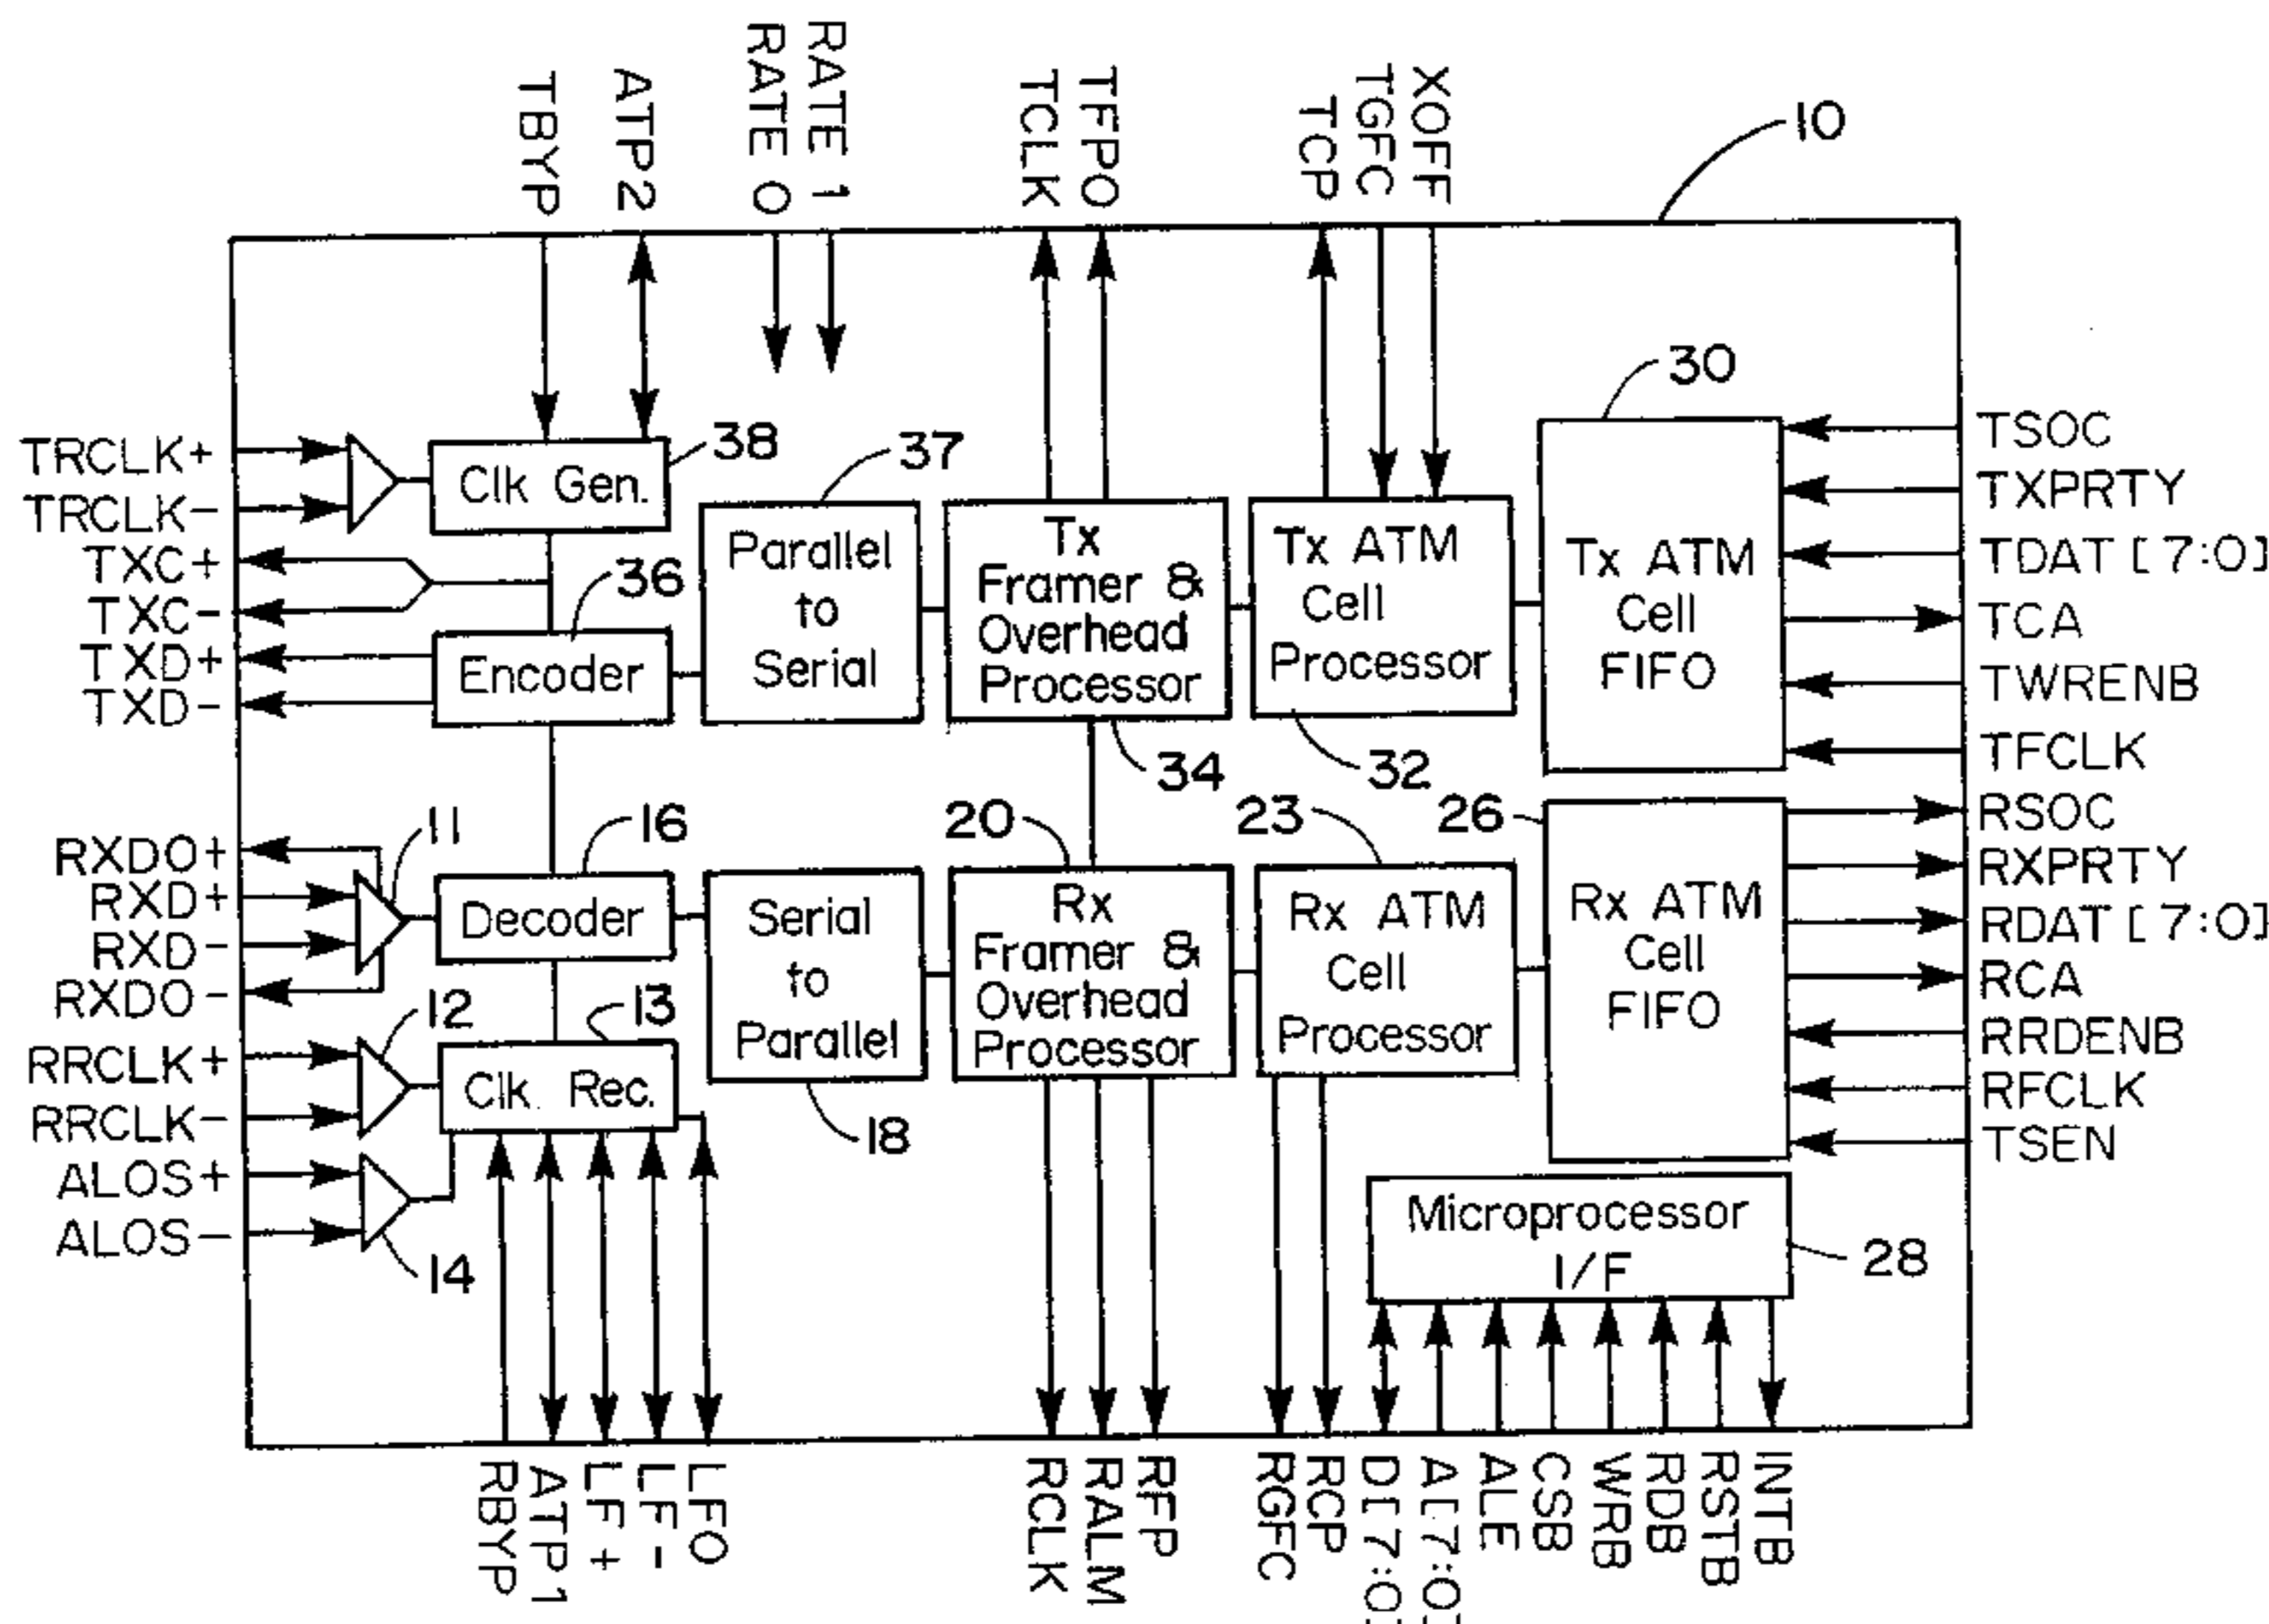 TBYP
ATP2
RATE 0
RATE 1
TCLK
TFPO
TCP
TGFC
XOFF
10
30
TRCLK+
TRCLK-
TXC+
TXC-
TXD+
TXD-
Clk Gen.
38
36
Encoder
37
Parallel
to
Serial
Tx
Framer &
Overhead
Processor
34
Tx ATM
Cell
Processor
32
Tx ATM
Cell
FIFO
TSOC
TXPRTY
TDAT [7:0]
TCA
TWRENB
TFCLK
RXDO+
RXD+
RXD-
RXDO-
RRCLK+
RRCLK-
ALOS+
ALOS-
11
16
Decoder
12
13
Clk Rec.
14
Serial
to
Parallel
18
20
Rx
Framer &
Overhead
Processor
23
Rx ATM
Cell
Processor
26
Rx ATM
Cell
FIFO
RSOC
RXPRTY
RDAT [7:0]
RCA
RRDENB
RFCLK
TSEN
Microprocessor
I/F
28
RBYP
ATP1
LF+
LF-
LFO
RCLK
RALM
RFP
RGFC
RCP
D[7:0]
A[7:0]
ALE
CSB
WRB
RDB
RSTB
INTB